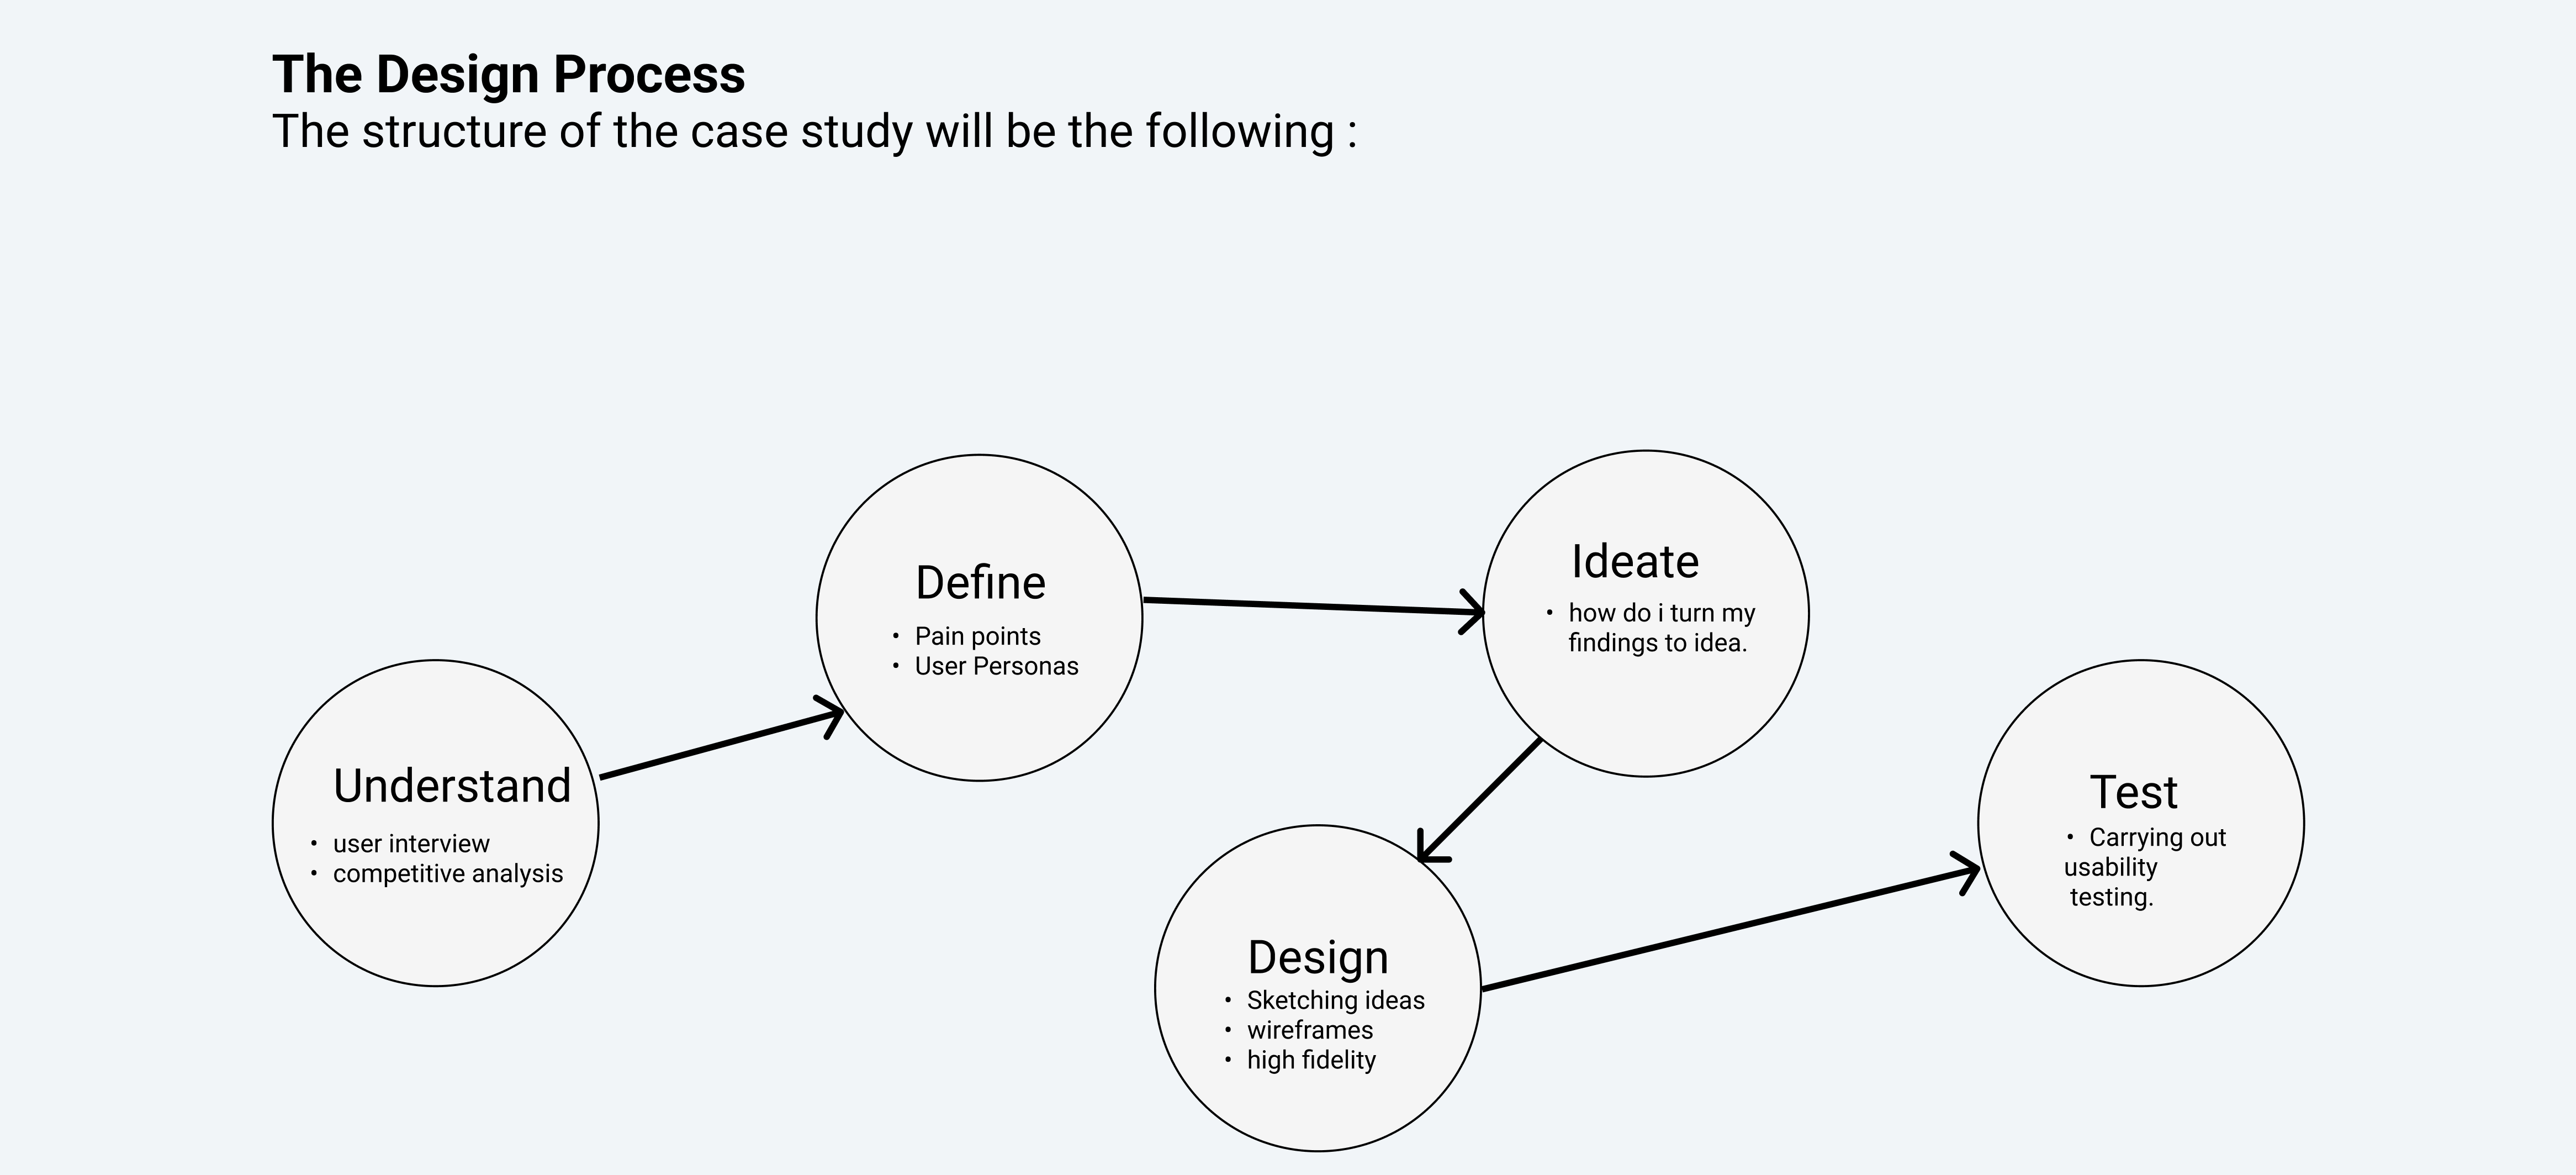 The Design Process
The structure of the case study will be the following :
Understand
• user interview
• competitive analysis
Define
• Pain points
• User Personas
Ideate
• how do i turn my
findings to idea.
Design
• Sketching ideas
• wireframes
• high fidelity
Test
• Carrying out
usability
testing.